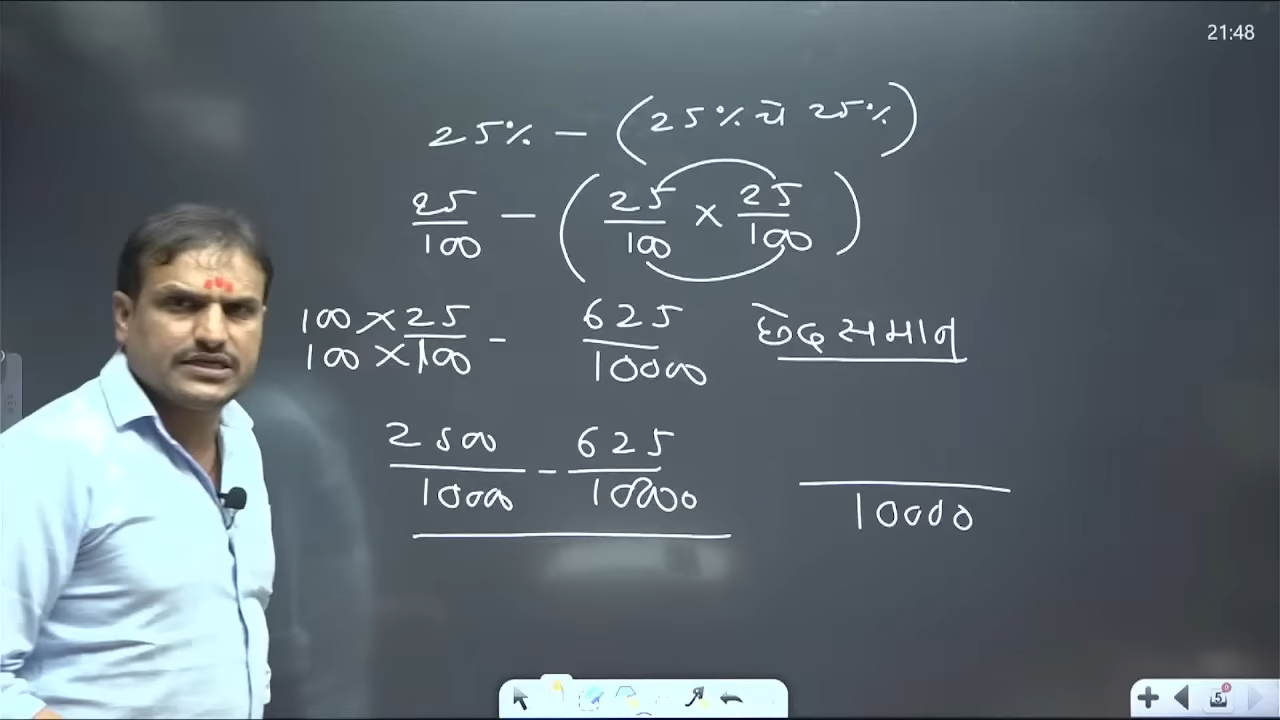 21:48
25% - (25% ના 25%)
25/100 - (25/100 × 25/100)
100 × 25 / 100 × 100 - 625/10000 છેદ સમાન
2500/10000 - 625/10000 /10000
5